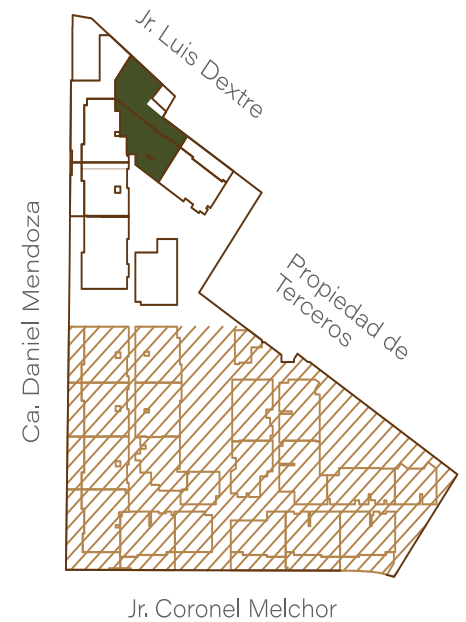 Jr. Luis Dextre
Ca. Daniel Mendoza
Propiedad de
Terceros
Jr. Coronel Melchor